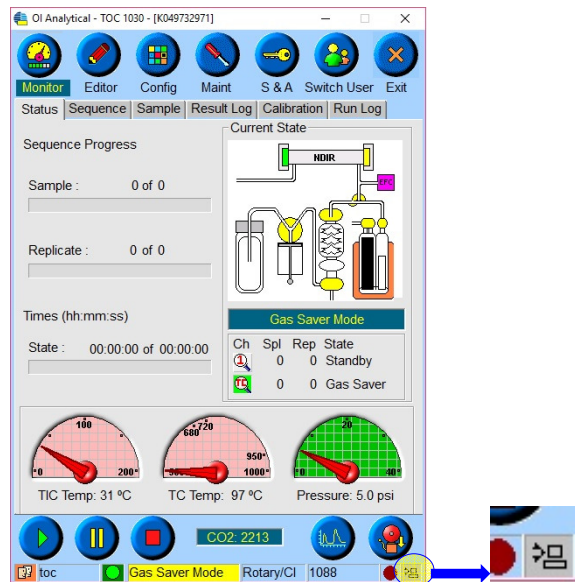 OI Analytical - TOC 1030 - [K049732971]
Monitor Editor Config Maint S & A Switch User Exit
Status Sequence Sample Result Log Calibration Run Log
Current State
Sequence Progress
NDIR
EPC
Sample : 0 of 0
Replicate : 0 of 0
Times (hh:mm:ss)
Gas Saver Mode
State : 00:00:00 of 00:00:00
Ch Spl Rep State
1 0 0 Standby
TC 0 0 Gas Saver
100
0 200
TIC Temp: 31 ºC
680 720
950
500 1000
TC Temp: 97 ºC
20
0 40
Pressure: 5.0 psi
CO2: 2213
toc Gas Saver Mode Rotary/Cl 1088